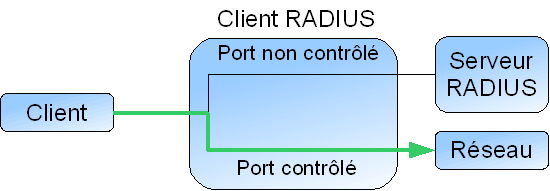 Client RADIUS
Port non contrôlé
Serveur
RADIUS
Client
Réseau
Port contrôlé